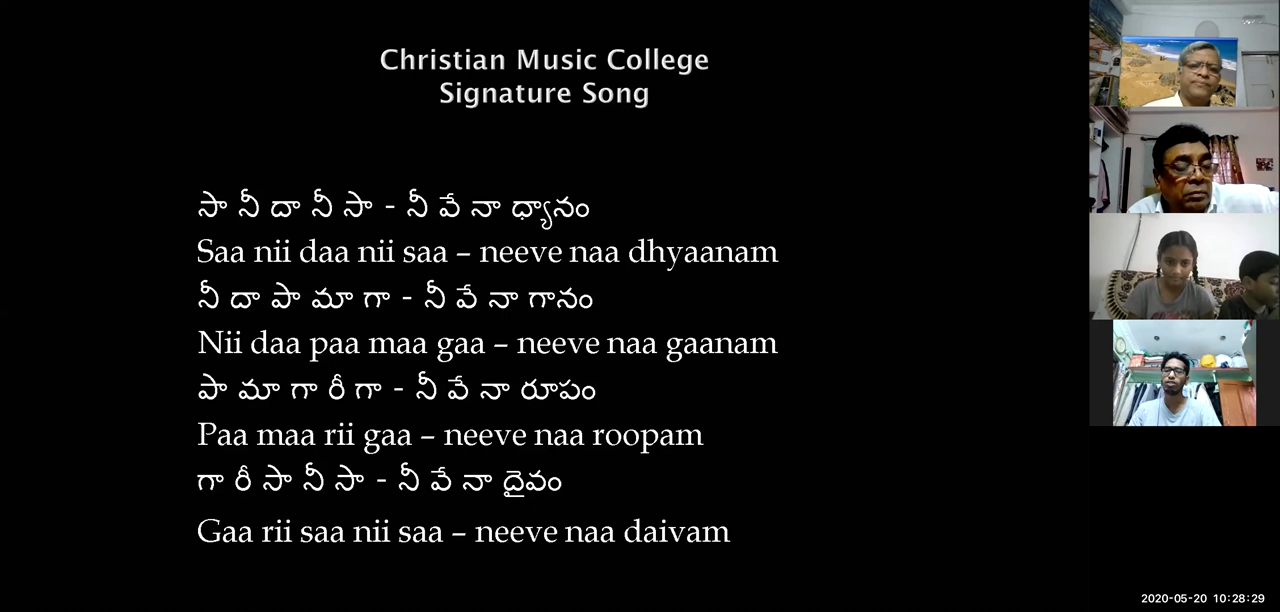 Christian Music College
Signature Song
సా నీ దా నీ సా - నీ వే నా ధ్యానం
Saa nii daa nii saa – neeve naa dhyaanam
నీ దా పా మా గా - నీ వే నా గానం
Nii daa paa maa gaa – neeve naa gaanam
పా మా గా రీ గా - నీ వే నా రూపం
Paa maa rii gaa – neeve naa roopam
గా రీ సా నీ సా - నీ వే నా దైవం
Gaa rii saa nii saa – neeve naa daivam
2020-05-20 10:28:29